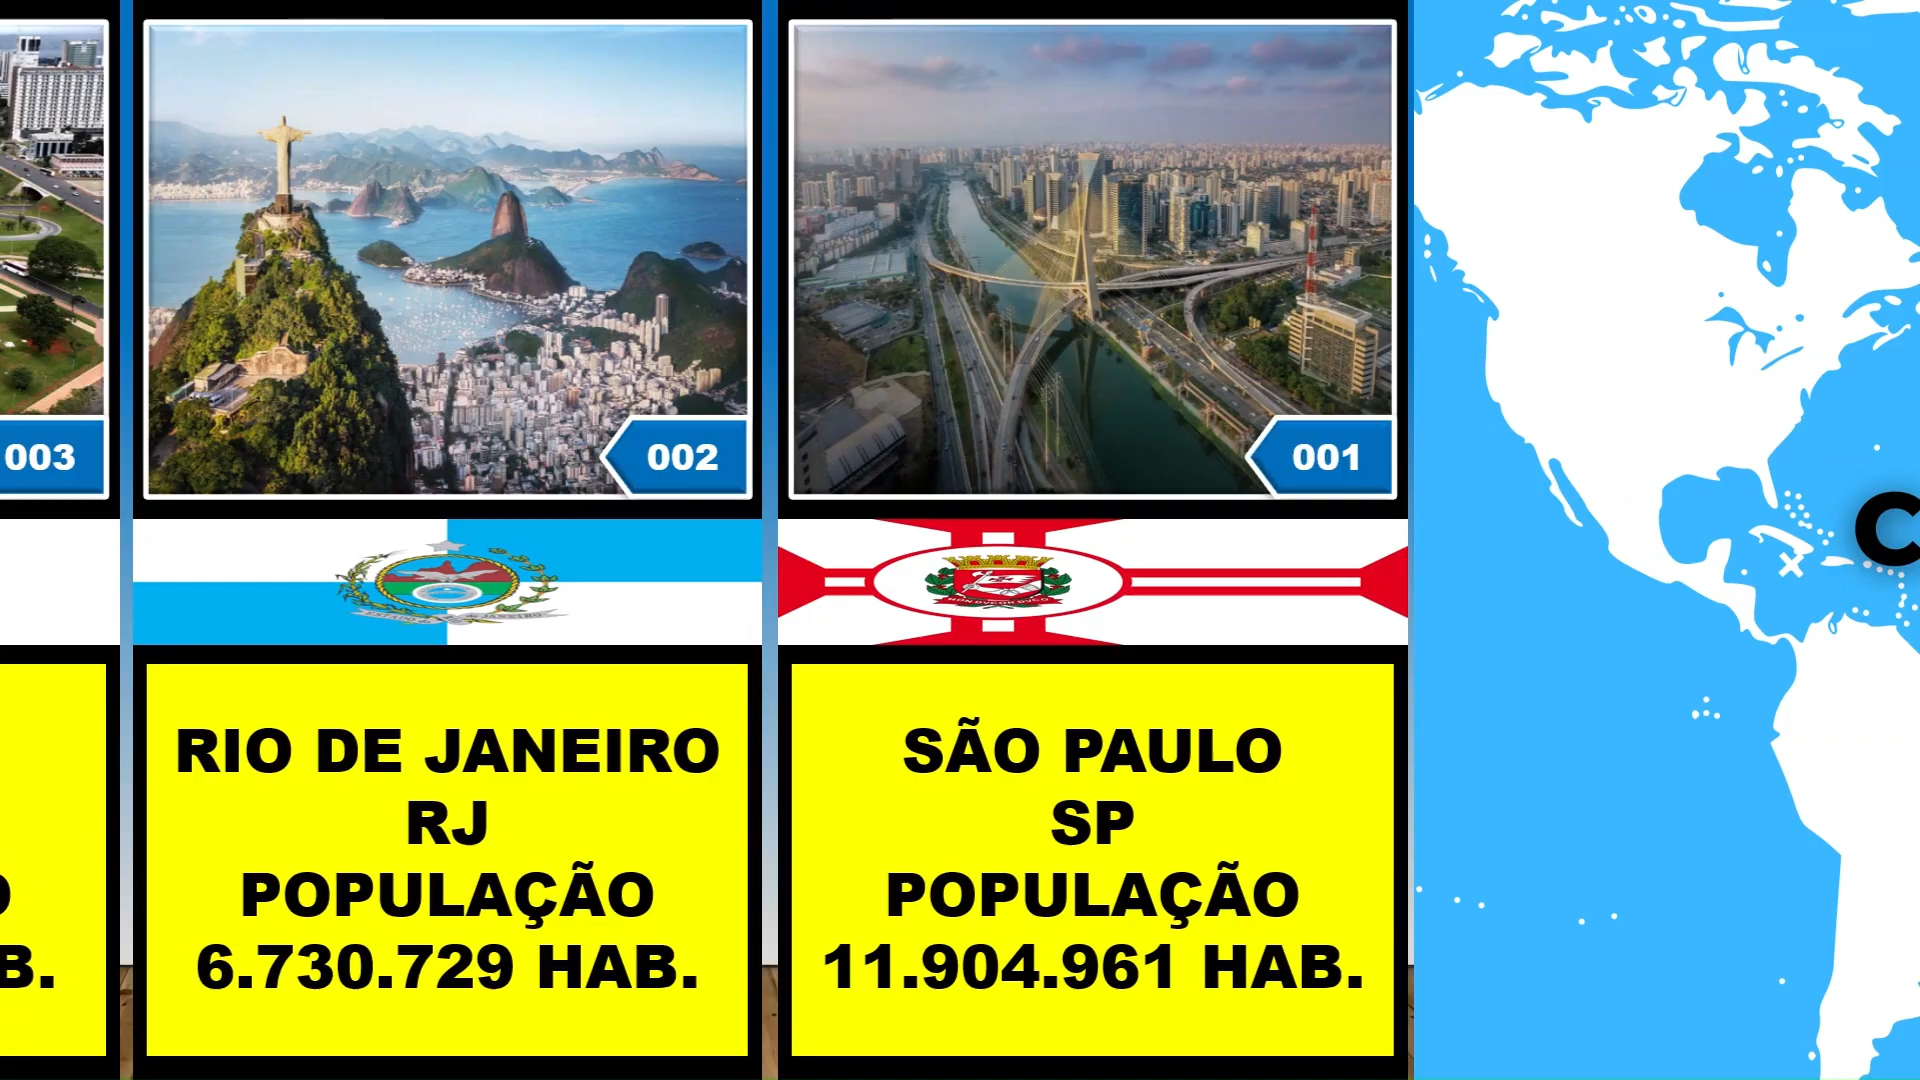 003
002
001
RIO DE JANEIRO
RJ
POPULAÇÃO
6.730.729 HAB.
SÃO PAULO
SP
POPULAÇÃO
11.904.961 HAB.
O
B.
C